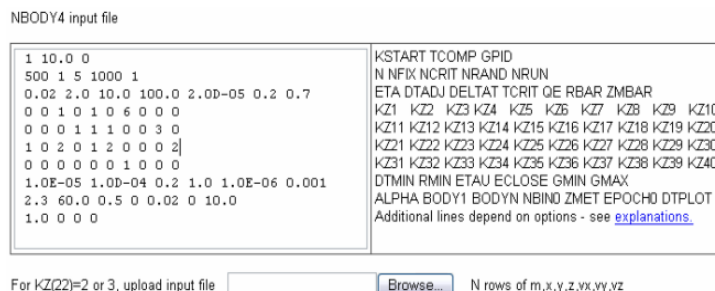 NBODY4 input file
1 10.0 0
500 1 5 1000 1
0.02 2.0 10.0 100.0 2.0D-05 0.2 0.7
0 0 1 0 1 0 6 0 0 0
0 0 0 1 1 1 0 0 3 0
1 0 2 0 1 2 0 0 0 2
0 0 0 0 0 0 1 0 0 0
1.0E-05 1.0D-04 0.2 1.0 1.0E-06 0.001
2.3 60.0 0.5 0 0.02 0 10.0
1.0 0 0 0
KSTART TCOMP GPID
N NFIX NCRIT NRAND NRUN
ETA DTADJ DELTAT TCRIT QE RBAR ZMBAR
KZ1 KZ2 KZ3 KZ4 KZ5 KZ6 KZ7 KZ8 KZ9 KZ10
KZ11 KZ12 KZ13 KZ14 KZ15 KZ16 KZ17 KZ18 KZ19 KZ20
KZ21 KZ22 KZ23 KZ24 KZ25 KZ26 KZ27 KZ28 KZ29 KZ30
KZ31 KZ32 KZ33 KZ34 KZ35 KZ36 KZ37 KZ38 KZ39 KZ40
DTMIN RMIN ETAU ECLOSE GMIN GMAX
ALPHA BODY1 BODYN NBIN0 ZMET EPOCH0 DTPLOT
Additional lines depend on options - see explanations.
For KZ(22)=2 or 3, upload input file Browse... N rows of m,x,y,z,vx,vy,vz